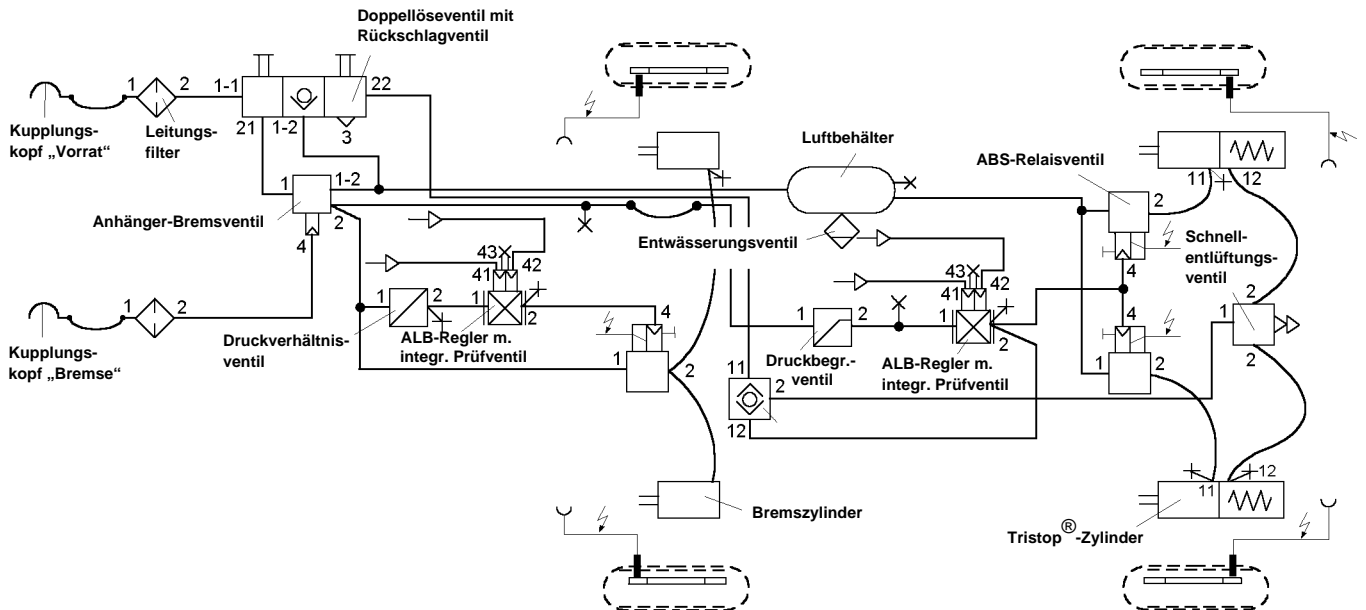 Doppellöseventil mit
Rückschlagventil
1 2 1-1 22
Kupplungs-
kopf „Vorrat“
Leitungs-
filter
21 1-2 3
Luftbehälter
ABS-Relaisventil
1 1-2
2
4
Anhänger-Bremsventil
11 12
2
Entwässerungsventil
Schnell-
entlüftungs-
ventil
4
43
41 42
43
41 42
1 2
Kupplungs-
kopf „Bremse“
1 2
Druckverhältnis-
ventil
1 2
ALB-Regler m.
integr. Prüfventil
4
1 2
1 2
Druckbegr.-
ventil
1 2
ALB-Regler m.
integr. Prüfventil
4
1 2
2
2
11
2
12
Bremszylinder
11 12
Tristop®-Zylinder